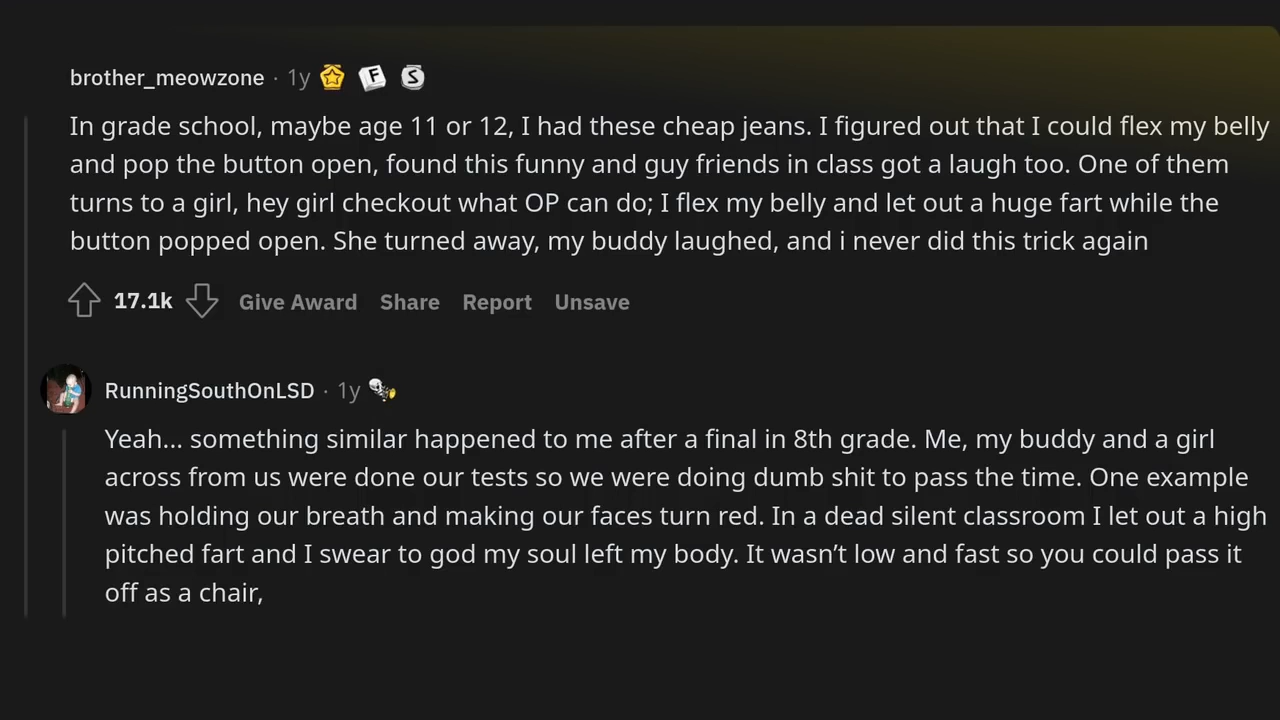 brother_meowzone · 1y F S
In grade school, maybe age 11 or 12, I had these cheap jeans. I figured out that I could flex my belly
and pop the button open, found this funny and guy friends in class got a laugh too. One of them
turns to a girl, hey girl checkout what OP can do; I flex my belly and let out a huge fart while the
button popped open. She turned away, my buddy laughed, and i never did this trick again
17.1k Give Award Share Report Unsave
RunningSouthOnLSD · 1y
Yeah... something similar happened to me after a final in 8th grade. Me, my buddy and a girl
across from us were done our tests so we were doing dumb shit to pass the time. One example
was holding our breath and making our faces turn red. In a dead silent classroom I let out a high
pitched fart and I swear to god my soul left my body. It wasn’t low and fast so you could pass it
off as a chair,